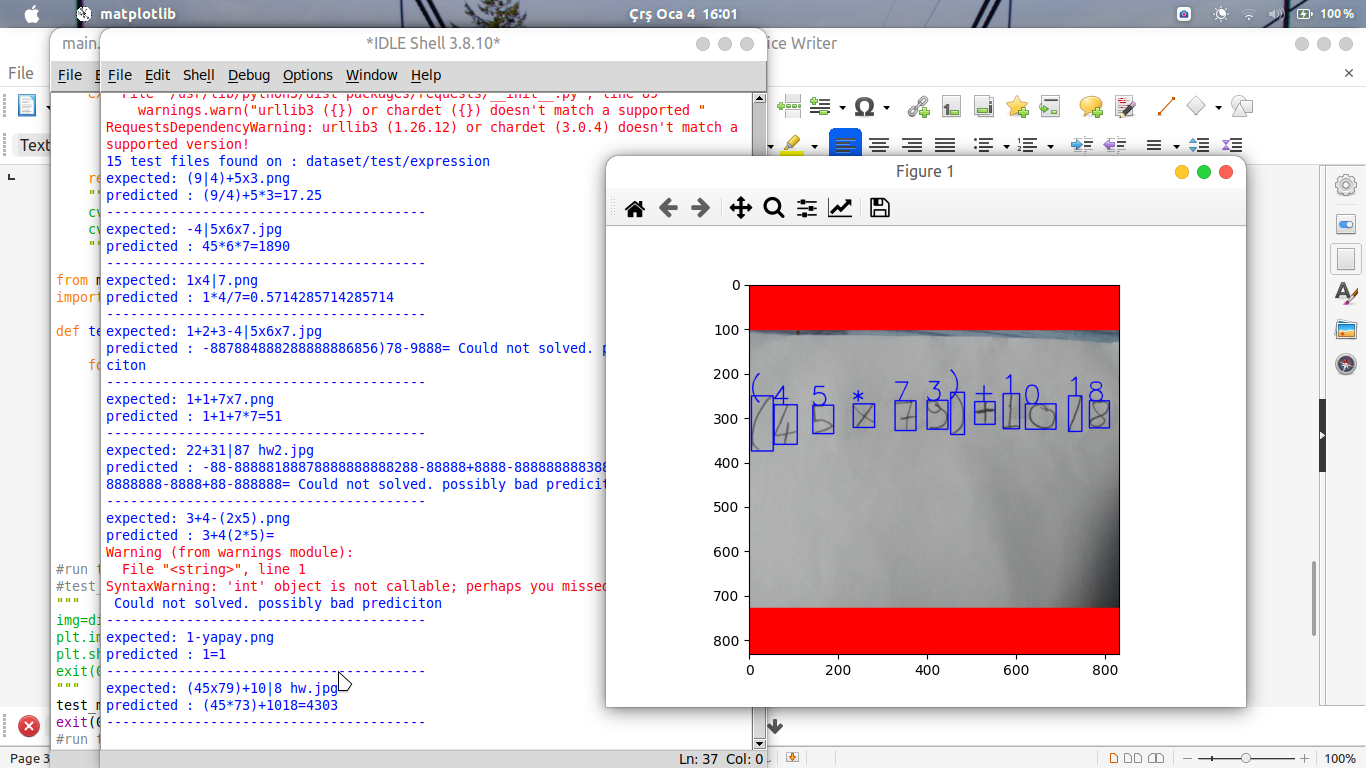 matplotlib
Çrş Oca 4 16:01
100 %
main.
*IDLE Shell 3.8.10*
ice Writer
File
File
File Edit Shell Debug Options Window Help
File "/usr/lib/python3/dist-packages/requests/__init__.py", line 89
warnings.warn("urllib3 ({}) or chardet ({}) doesn't match a supported "
RequestsDependencyWarning: urllib3 (1.26.12) or chardet (3.0.4) doesn't match a
supported version!
15 test files found on : dataset/test/expression
expected: (9|4)+5x3.png
predicted : (9/4)+5*3=17.25
----------------------------------------
expected: -4|5x6x7.jpg
predicted : 45*6*7=1890
----------------------------------------
expected: 1x4|7.png
predicted : 1*4/7=0.5714285714285714
----------------------------------------
expected: 1+2+3-4|5x6x7.jpg
predicted : -887884888288888886856)78-9888= Could not solved. p
citon
----------------------------------------
expected: 1+1+7x7.png
predicted : 1+1+7*7=51
----------------------------------------
expected: 22+31|87 hw2.jpg
predicted : -88-88888188878888888888288-88888+8888-888888888388
8888888-8888+88-888888= Could not solved. possibly bad predicit
----------------------------------------
expected: 3+4-(2x5).png
predicted : 3+4(2*5)=
Warning (from warnings module):
File "<string>", line 1
SyntaxWarning: 'int' object is not callable; perhaps you missed
Could not solved. possibly bad prediciton
----------------------------------------
expected: 1-yapay.png
predicted : 1=1
----------------------------------------
expected: (45x79)+10|8 hw.jpg
predicted : (45*73)+1018=4303
----------------------------------------
Ln: 37 Col: 0
Text
re
""
cv
cv
""
from m
import
def te
fo
#run t
#test_
"""
img=di
plt.im
plt.sh
exit(0
"""
test_m
exit(0
#run t
Page 3
100%
Figure 1
0
100
200
300
400
500
600
700
800
0 200 400 600 800
( 4 5 * 7 3 ) + 1 0 1 8
(45x79)+10/8